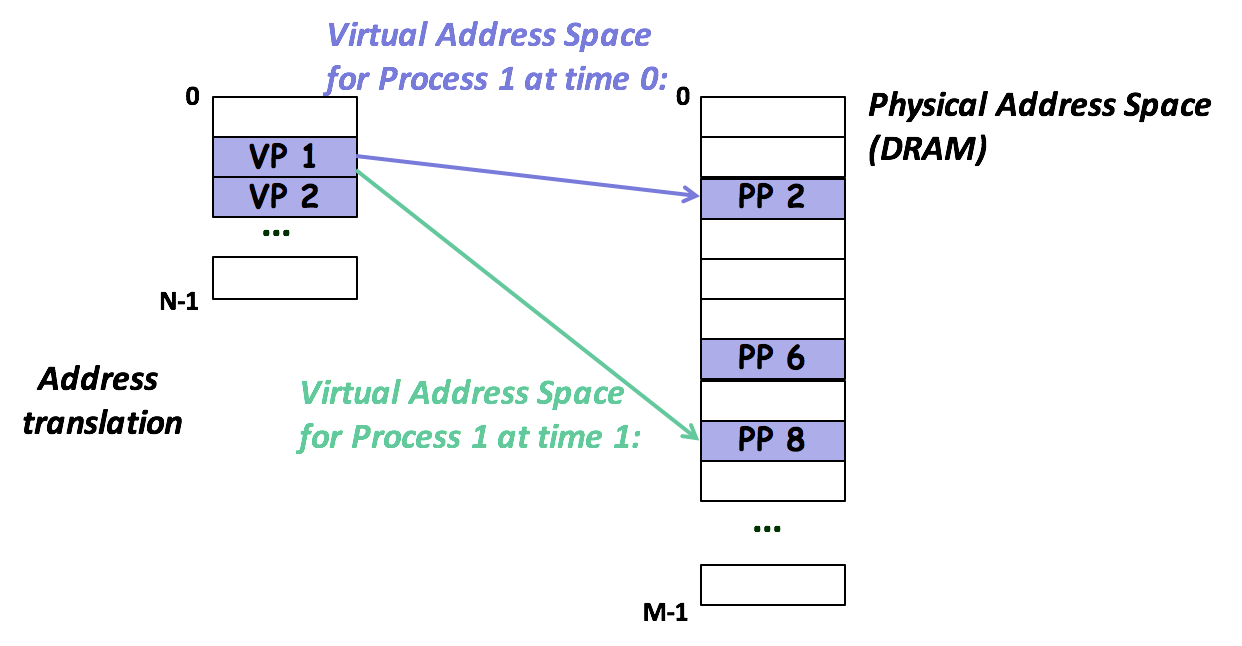 Virtual Address Space
for Process 1 at time 0:
0
0
Physical Address Space
(DRAM)
VP 1
VP 2
...
N-1
PP 2
PP 6
PP 8
...
M-1
Address
translation
Virtual Address Space
for Process 1 at time 1: